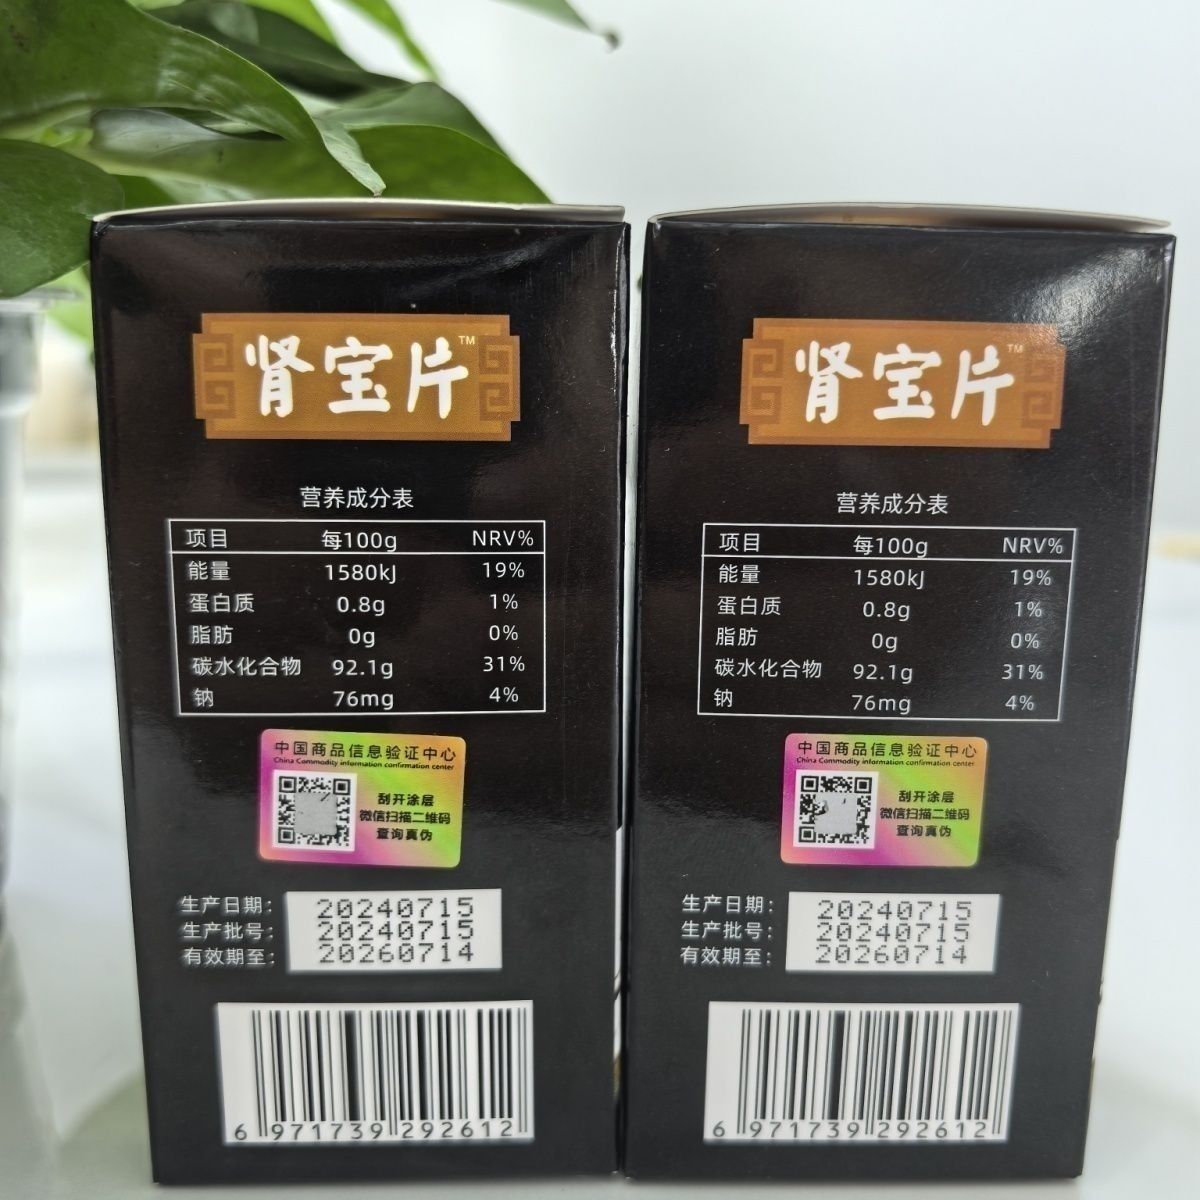 肾宝片™
营养成分表
项目 每100g NRV%
能量 1580kJ 19%
蛋白质 0.8g 1%
脂肪 0g 0%
碳水化合物 92.1g 31%
钠 76mg 4%
中国商品信息验证中心
China Commodity information confirmation center
刮开涂层
微信扫描二维码
查询真伪
生产日期: 20240715
生产批号: 20240715
有效期至: 20260714
6 971739 292612
肾宝片™
营养成分表
项目 每100g NRV%
能量 1580kJ 19%
蛋白质 0.8g 1%
脂肪 0g 0%
碳水化合物 92.1g 31%
钠 76mg 4%
中国商品信息验证中心
China Commodity information confirmation center
刮开涂层
微信扫描二维码
查询真伪
生产日期: 20240715
生产批号: 20240715
有效期至: 20260714
6 971739 292612